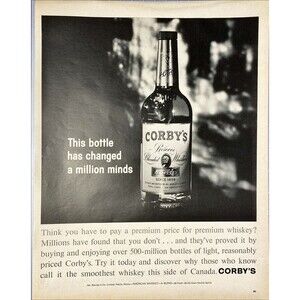 This bottle
has changed
a million minds
CORBY'S
Reserve
Blended Whiskey
Think you have to pay a premium price for premium whiskey?
Millions have found that you don't . . . and they've proved it by
buying and enjoying over 500-million bottles of light, reasonably
priced Corby's. Try it today and discover why those who know
call it the smoothest whiskey this side of Canada. CORBY'S